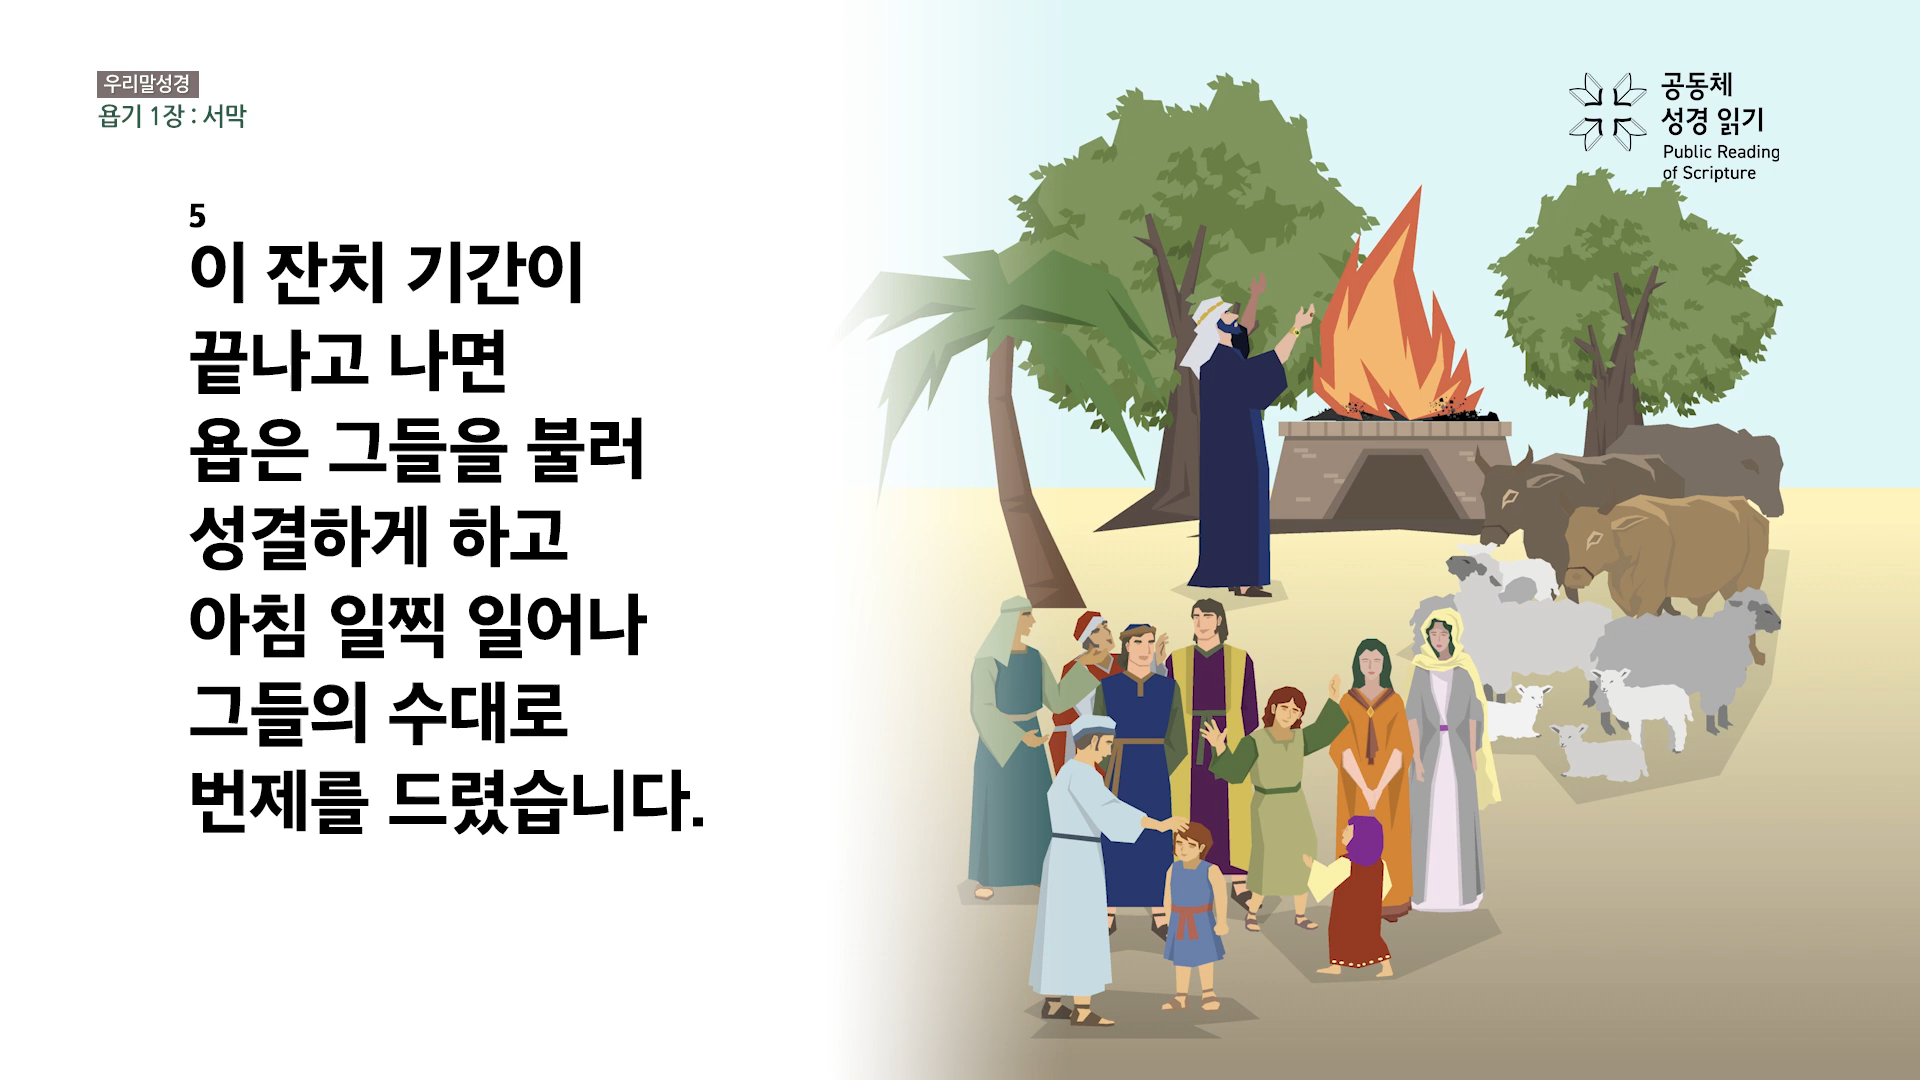 우리말성경
욥기 1장 : 서막
공동체
성경 읽기
Public Reading
of Scripture
5
이 잔치 기간이
끝나고 나면
욥은 그들을 불러
성결하게 하고
아침 일찍 일어나
그들의 수대로
번제를 드렸습니다.